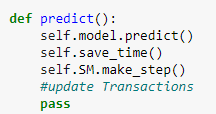 def predict():
    self.model.predict()
    self.save_time()
    self.SM.make_step()
    #update Transactions
    pass